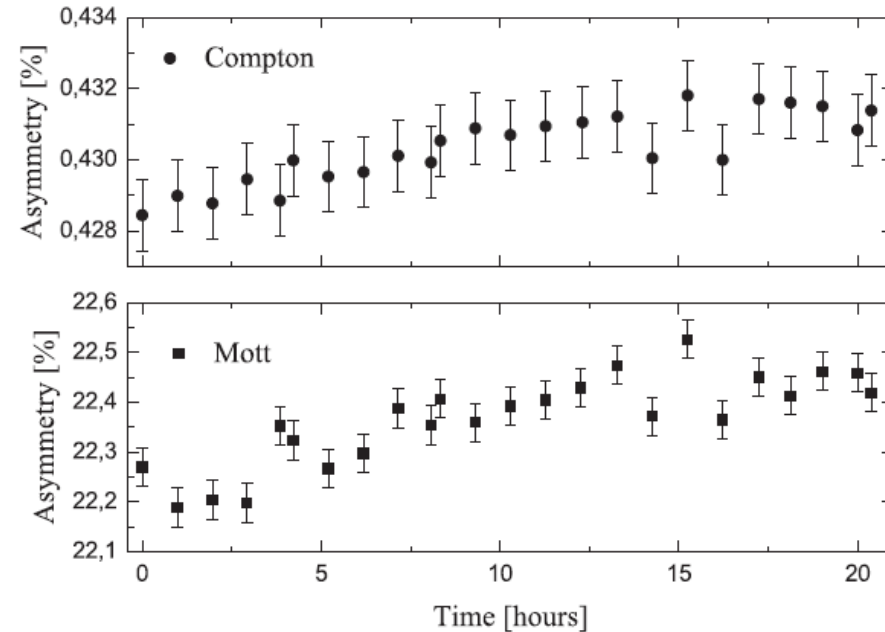 Asymmetry [%]
0,434
0,432
0,430
0,428
Compton
Asymmetry [%]
22,6
22,5
22,4
22,3
22,2
22,1
Mott
0 5 10 15 20
Time [hours]